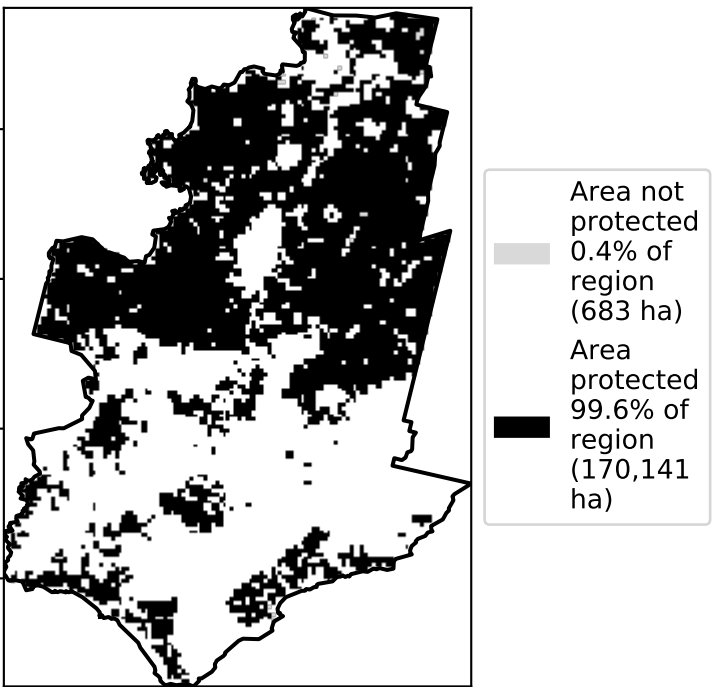 Area not
protected
0.4% of
region
(683 ha)
Area
protected
99.6% of
region
(170,141
ha)